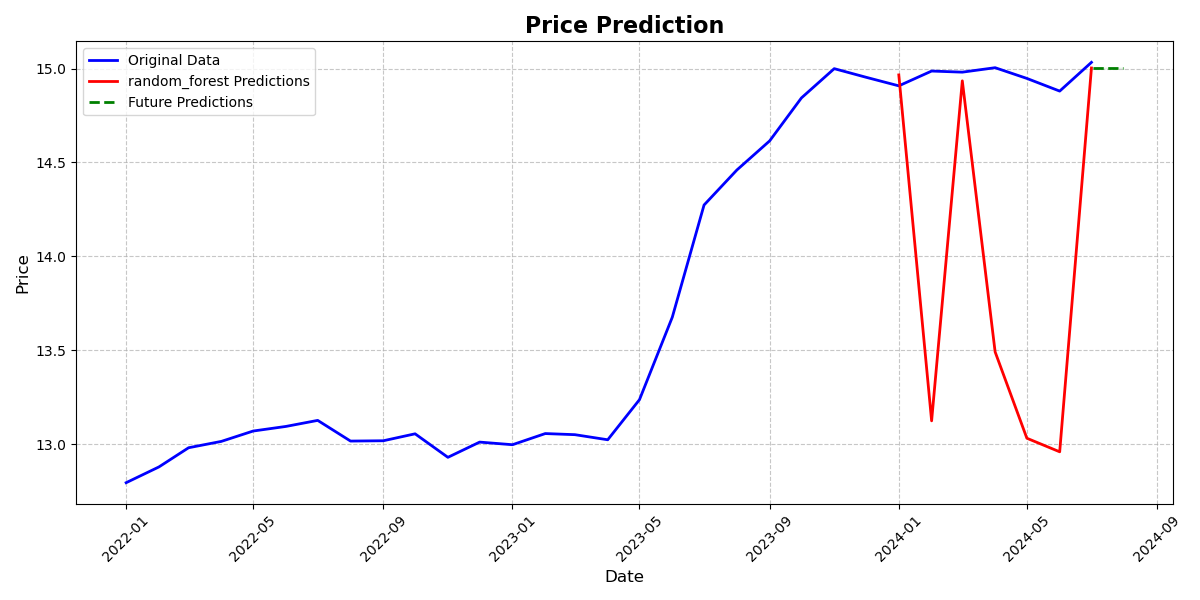 Price Prediction
Original Data
random_forest Predictions
Future Predictions
Price
15.0
14.5
14.0
13.5
13.0
2022-01
2022-05
2022-09
2023-01
2023-05
2023-09
2024-01
2024-05
2024-09
Date